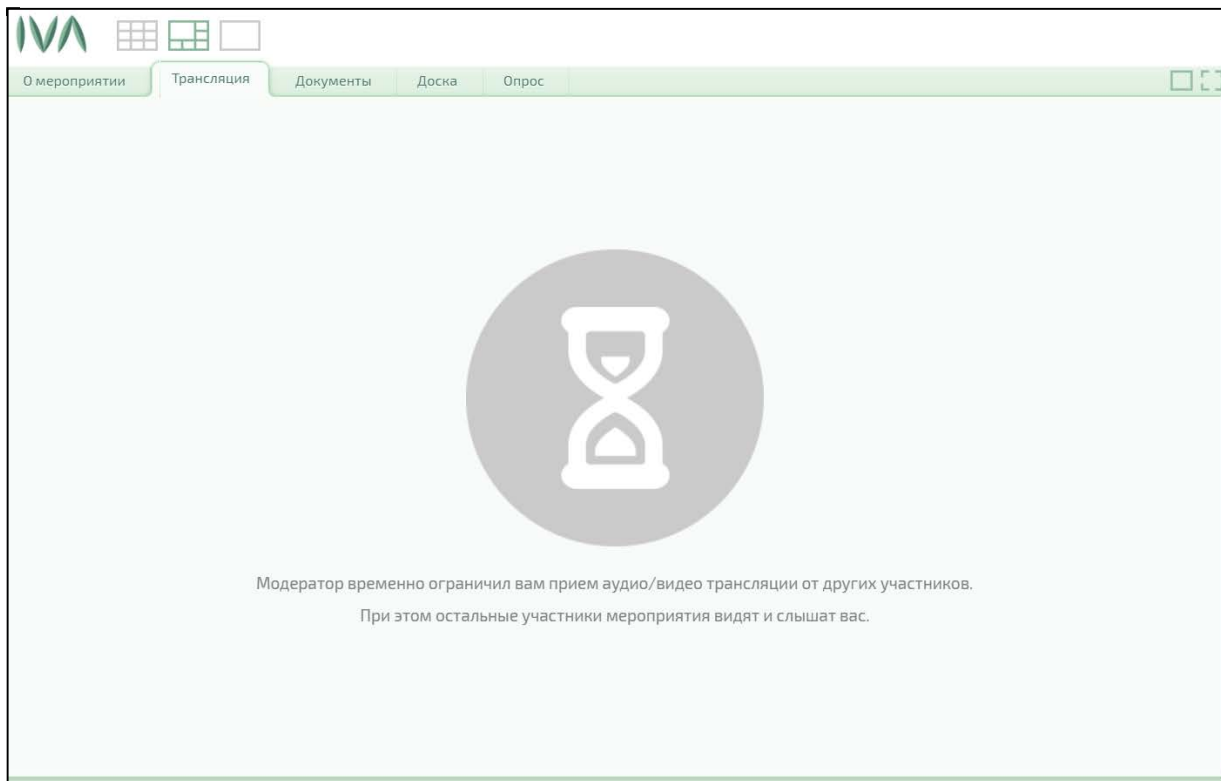 IVA
О мероприятии Трансляция Документы Доска Опрос
Модератор временно ограничил вам прием аудио/видео трансляции от других участников.
При этом остальные участники мероприятия видят и слышат вас.